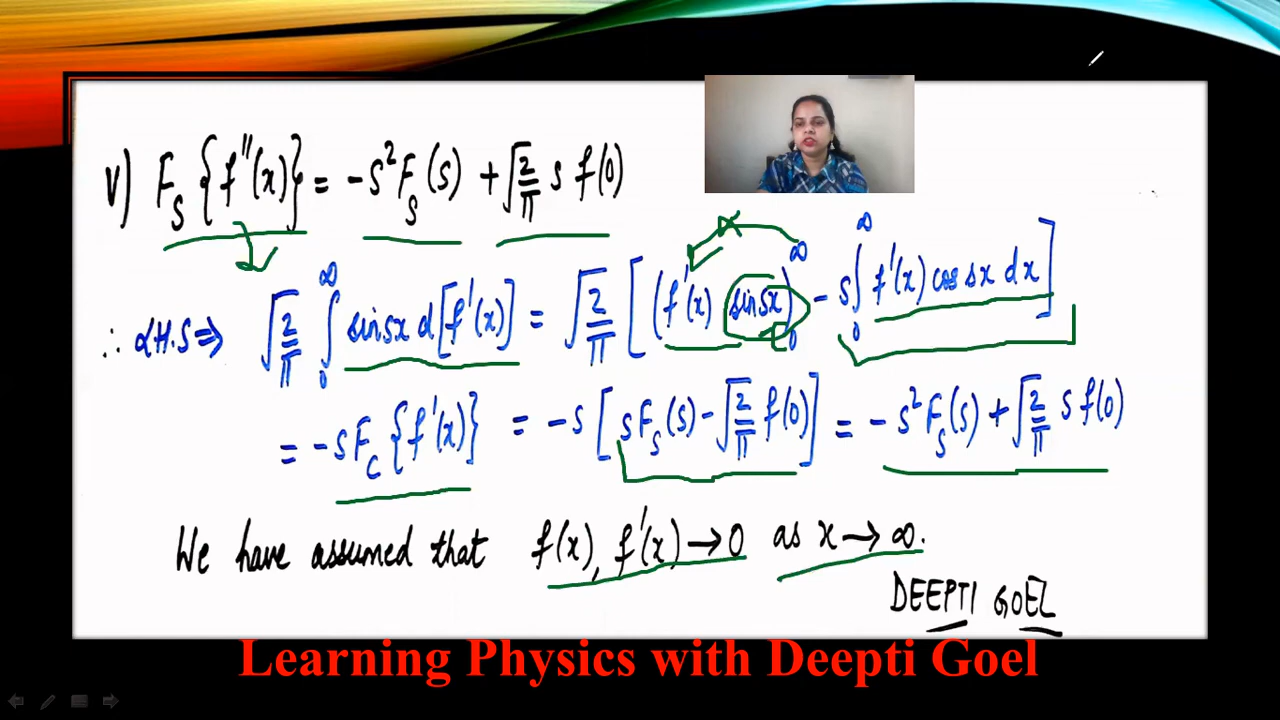 V) F_S {f''(x)} = -s²F_S(s) + √(2/π) s f(0)
∴ L.H.S ⇒ √(2/π) ∫₀^∞ sin sx d[f'(x)] = √(2/π) [(f'(x) sin sx)₀^∞ - s∫₀^∞ f'(x) cos sx dx]
= -s F_C {f'(x)} = -s [s F_S(s) - √(2/π) f(0)] = -s²F_S(s) + √(2/π) s f(0)
We have assumed that f(x), f'(x) → 0 as x → ∞.
DEEPTI GOEL
Learning Physics with Deepti Goel